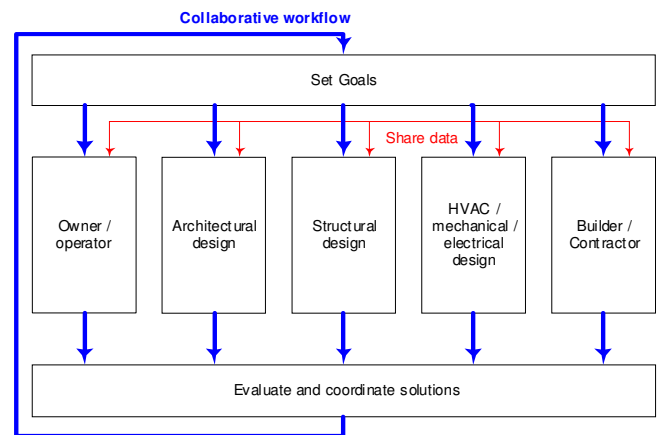 Collaborative workflow
Set Goals
Share data
Owner /
operator
Architectural
design
Structural
design
HVAC /
mechanical /
electrical
design
Builder /
Contractor
Evaluate and coordinate solutions